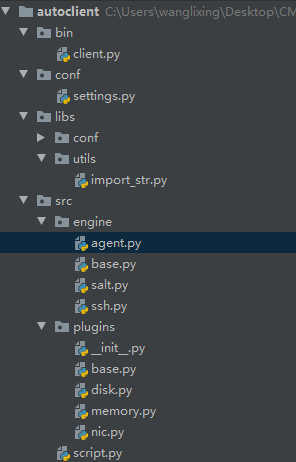 autoclient C:\Users\wanglixing\Desktop\CM
bin
client.py
conf
settings.py
libs
conf
utils
import_str.py
src
engine
agent.py
base.py
salt.py
ssh.py
plugins
__init__.py
base.py
disk.py
memory.py
nic.py
script.py